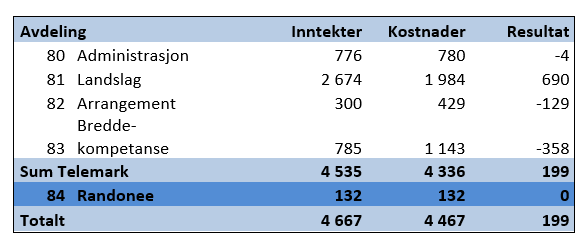 Avdeling Inntekter Kostnader Resultat
80 Administrasjon 776 780 -4
81 Landslag 2 674 1 984 690
82 Arrangement 300 429 -129
Bredde-
83 kompetanse 785 1 143 -358
Sum Telemark 4 535 4 336 199
84 Randonee 132 132 0
Totalt 4 667 4 467 199